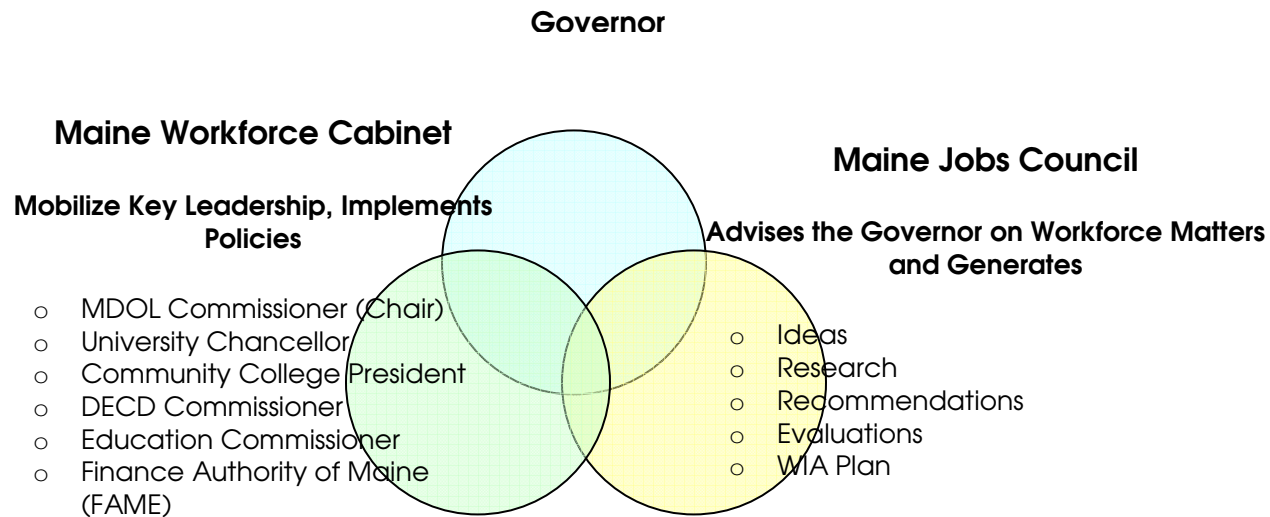 Governor
Maine Workforce Cabinet
Mobilize Key Leadership, Implements
Policies
o MDOL Commissioner (Chair)
o University Chancellor
o Community College President
o DECD Commissioner
o Education Commissioner
o Finance Authority of Maine
(FAME)
Maine Jobs Council
Advises the Governor on Workforce Matters
and Generates
o Ideas
o Research
o Recommendations
o Evaluations
o WIA Plan